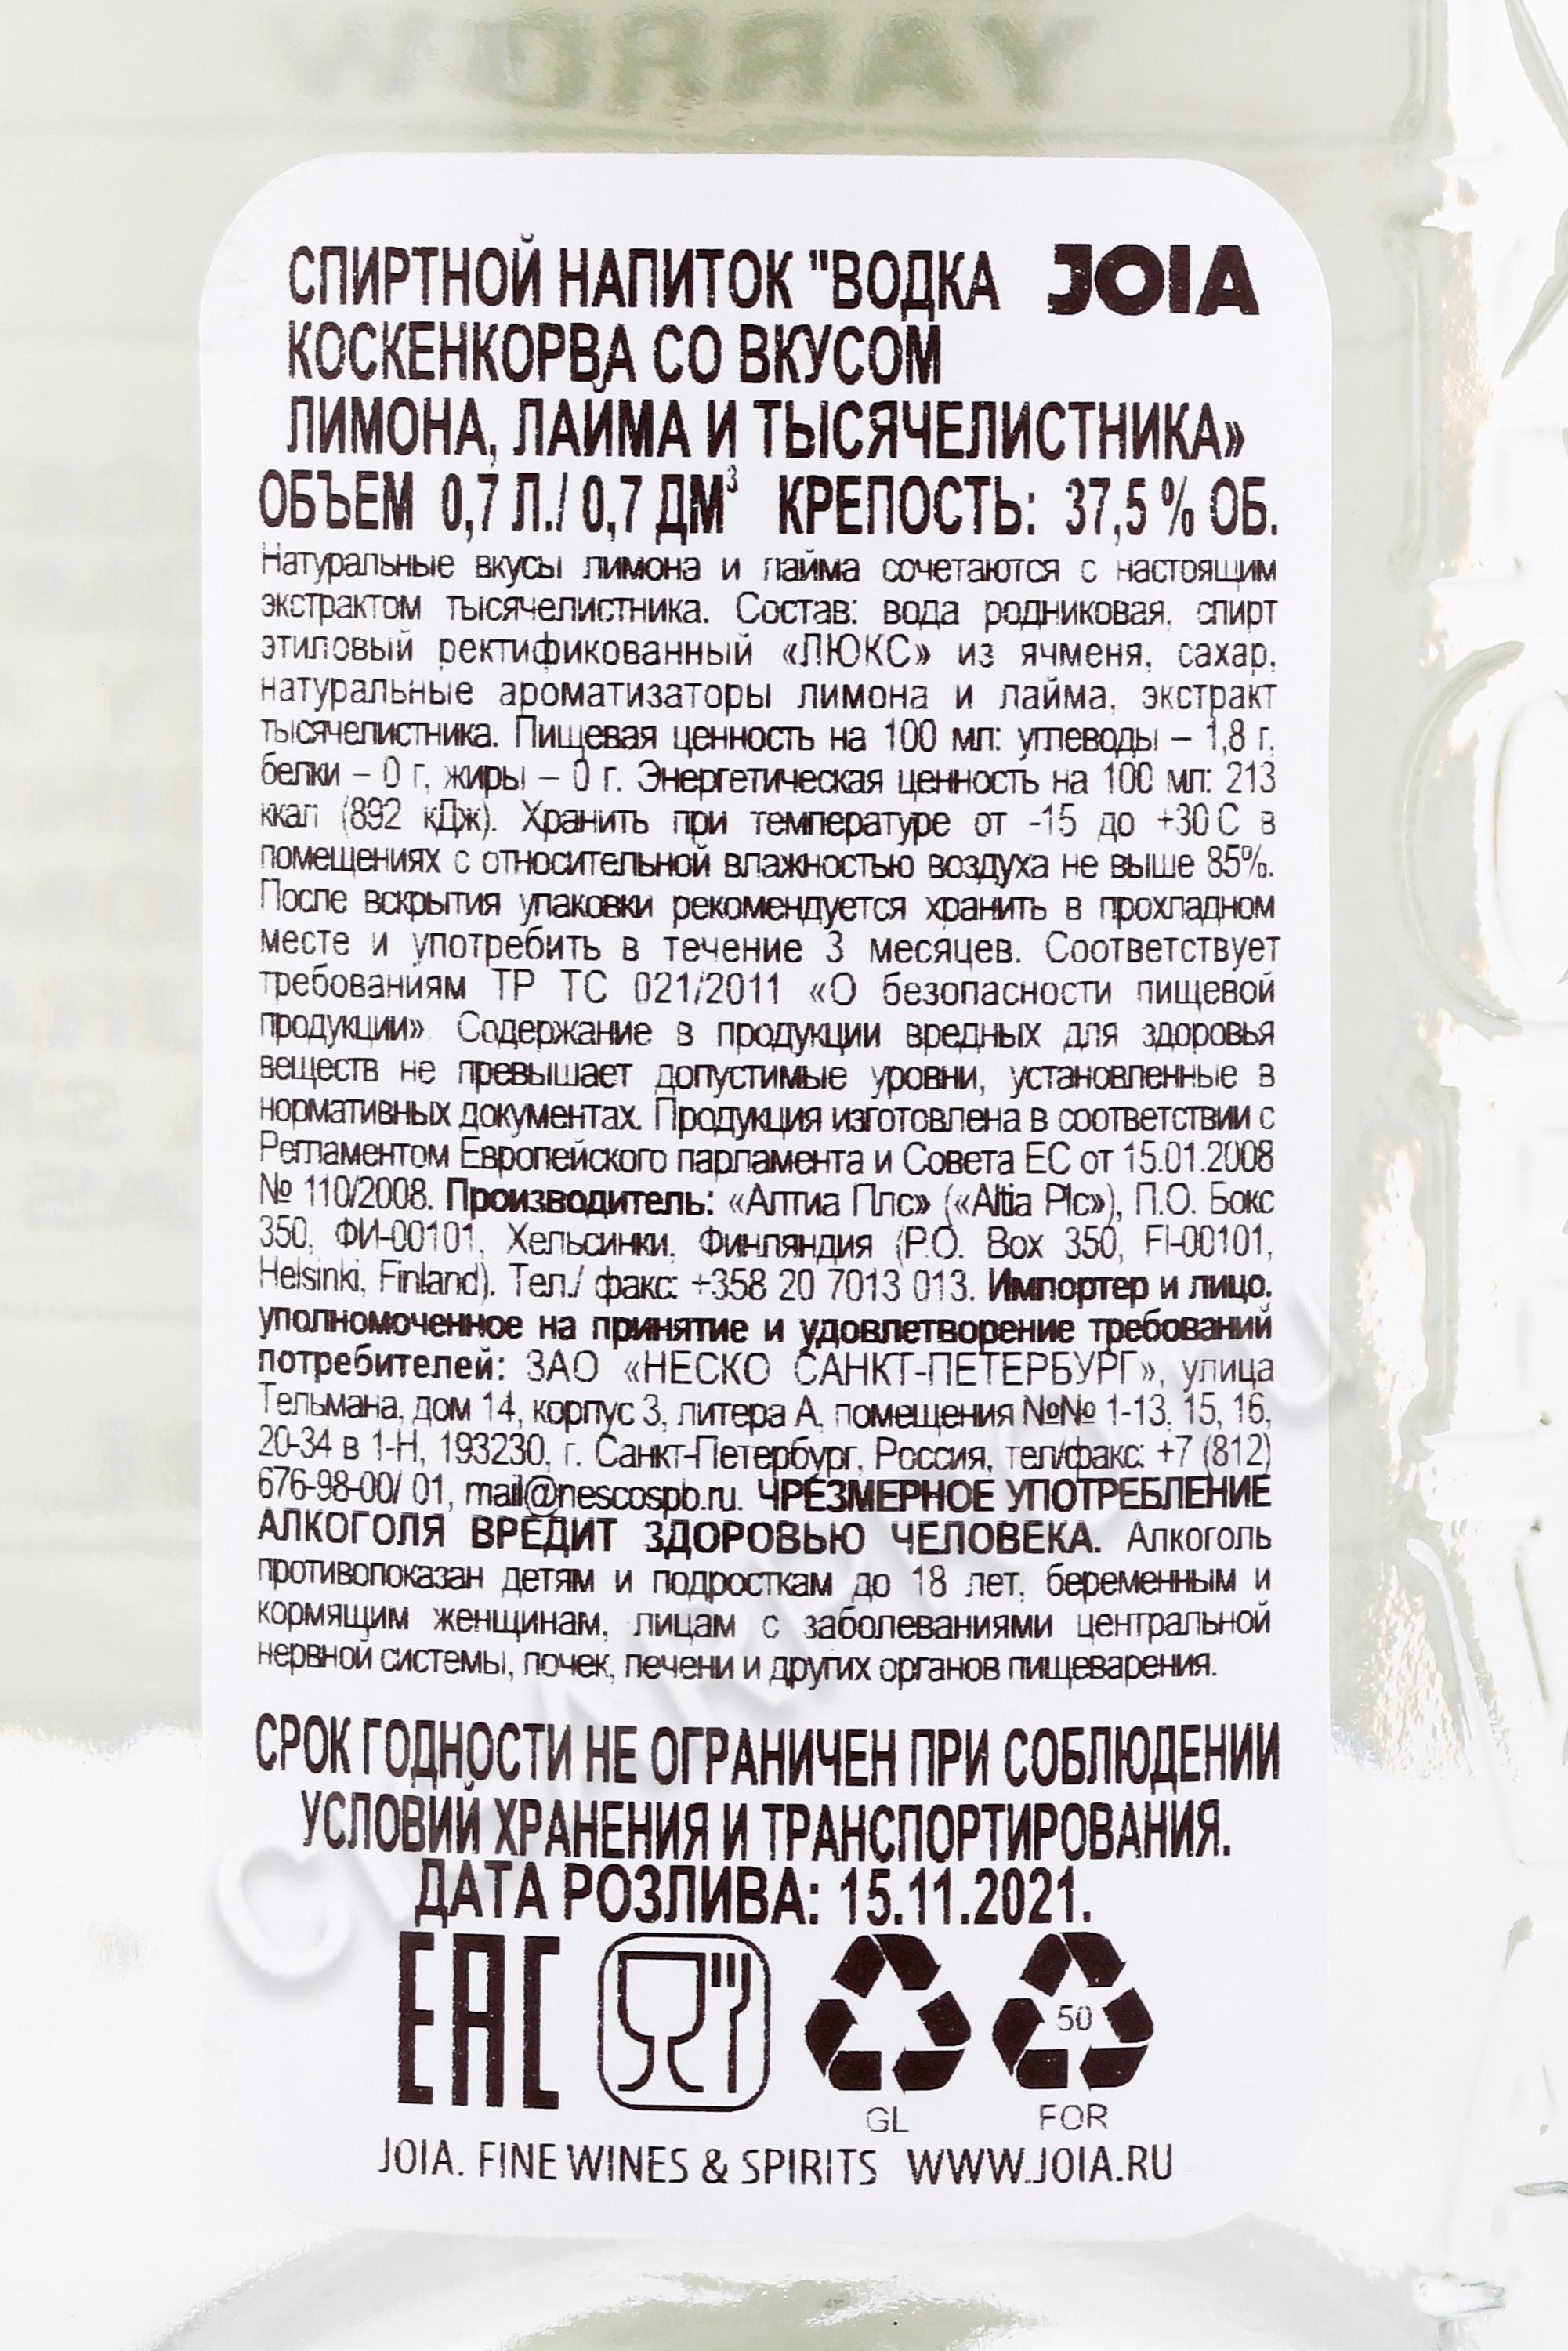 YARROW
СПИРТНОЙ НАПИТОК "ВОДКА JOIA
КОСКЕНКОРВА СО ВКУСОМ
ЛИМОНА, ЛАЙМА И ТЫСЯЧЕЛИСТНИКА»
ОБЪЕМ 0,7 Л./ 0,7 ДМ³ КРЕПОСТЬ: 37,5 % ОБ.
Натуральные вкусы лимона и лайма сочетаются с настоящим
экстрактом тысячелистника. Состав: вода родниковая, спирт
этиловый ректификованный «ЛЮКС» из ячменя, сахар,
натуральные ароматизаторы лимона и лайма, экстракт
тысячелистника. Пищевая ценность на 100 мл: углеводы – 1,8 г,
белки – 0 г, жиры – 0 г. Энергетическая ценность на 100 мл: 213
ккал (892 кДж). Хранить при температуре от -15 до +30 С в
помещениях с относительной влажностью воздуха не выше 85%.
После вскрытия упаковки рекомендуется хранить в прохладном
месте и употребить в течение 3 месяцев. Соответствует
требованиям ТР ТС 021/2011 «О безопасности пищевой
продукции». Содержание в продукции вредных для здоровья
веществ не превышает допустимые уровни, установленные в
нормативных документах. Продукция изготовлена в соответствии с
Регламентом Европейского парламента и Совета ЕС от 15.01.2008
№ 110/2008. Производитель: «Алтиа Плс» («Altia Plc»), П.О. Бокс
350, ФИ-00101, Хельсинки, Финляндия (P.O. Box 350, FI-00101,
Helsinki, Finland). Тел./ факс: +358 20 7013 013. Импортер и лицо,
уполномоченное на принятие и удовлетворение требований
потребителей: ЗАО «НЕСКО САНКТ-ПЕТЕРБУРГ», улица
Тельмана, дом 14, корпус 3, литера А, помещения №№ 1-13, 15, 16,
20-34 в 1-Н, 193230, г. Санкт-Петербург, Россия, тел/факс: +7 (812)
676-98-00/ 01, mail@nescospb.ru. ЧРЕЗМЕРНОЕ УПОТРЕБЛЕНИЕ
АЛКОГОЛЯ ВРЕДИТ ЗДОРОВЬЮ ЧЕЛОВЕКА. Алкоголь
противопоказан детям и подросткам до 18 лет, беременным и
кормящим женщинам, лицам с заболеваниями центральной
нервной системы, почек, печени и других органов пищеварения.
СРОК ГОДНОСТИ НЕ ОГРАНИЧЕН ПРИ СОБЛЮДЕНИИ
УСЛОВИЙ ХРАНЕНИЯ И ТРАНСПОРТИРОВАНИЯ.
ДАТА РОЗЛИВА: 15.11.2021.
EAC
50
GL FOR
JOIA. FINE WINES & SPIRITS WWW.JOIA.RU